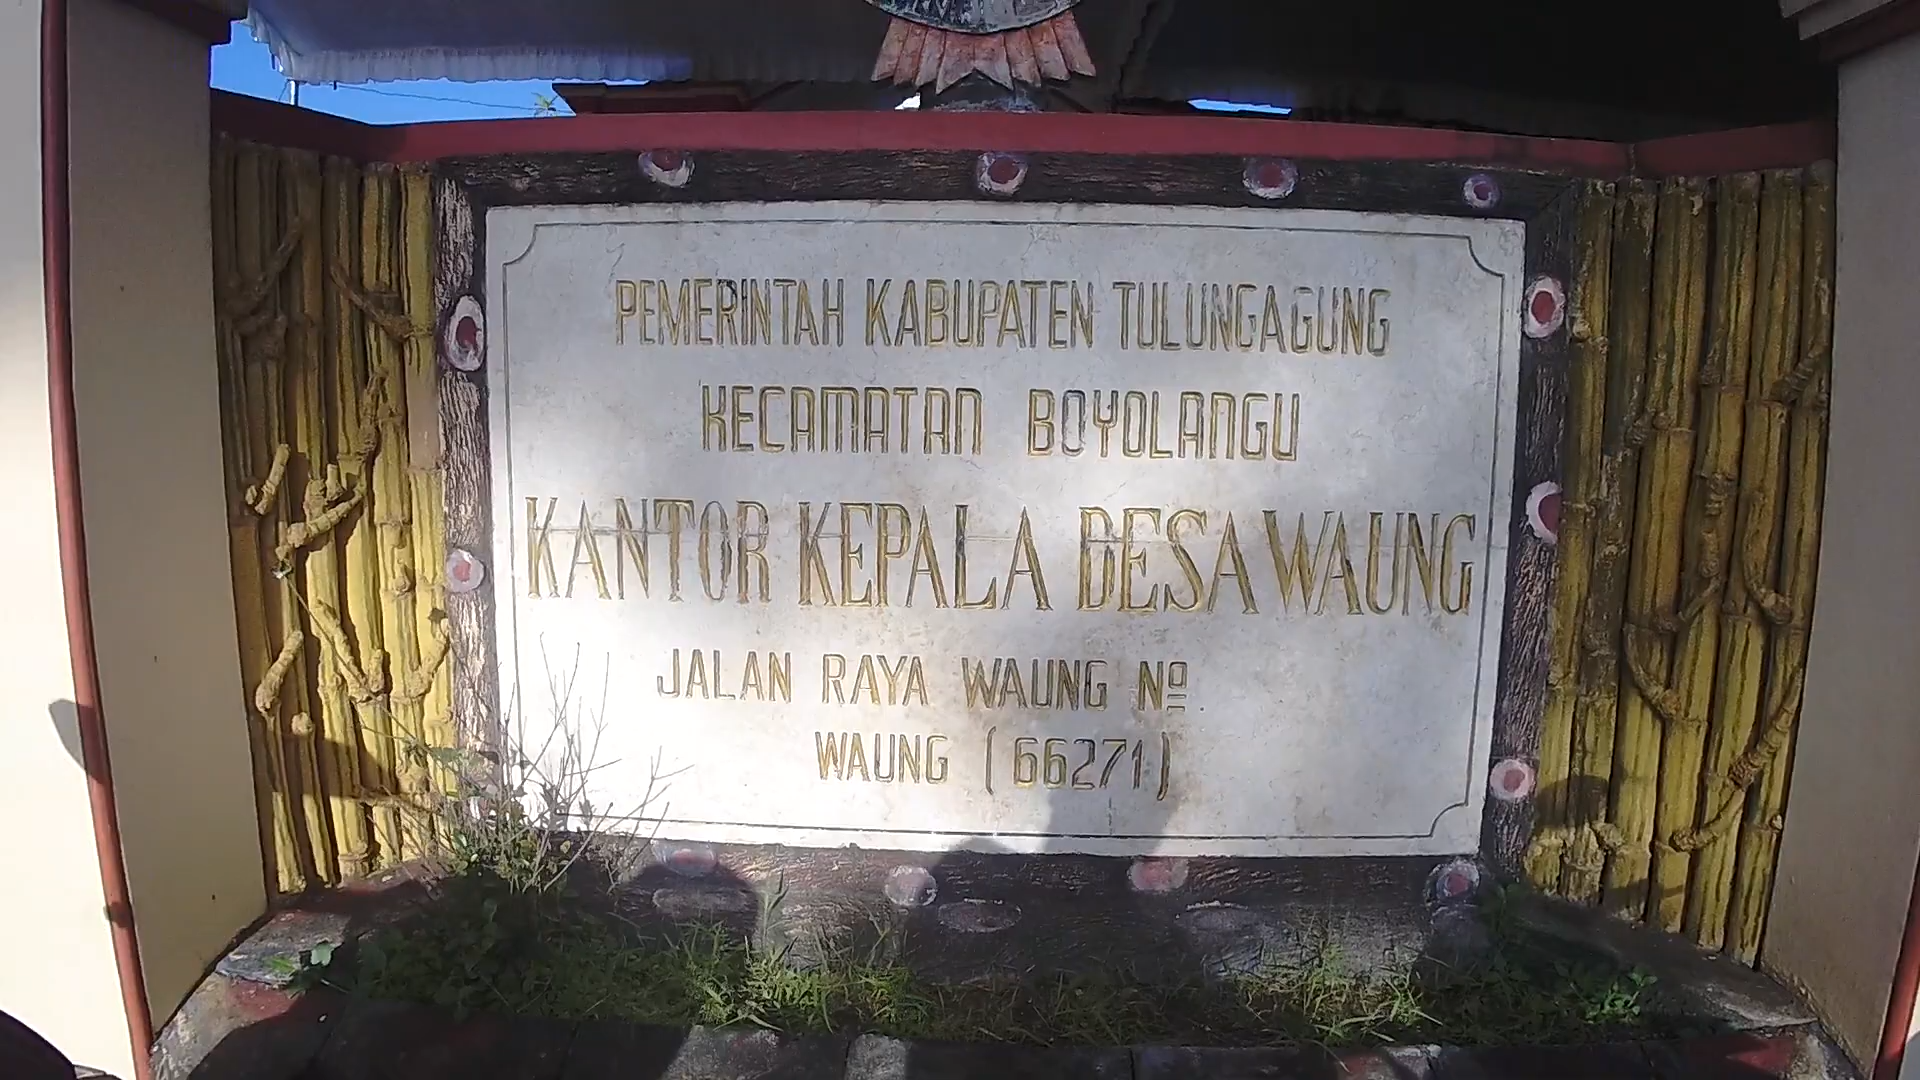 PEMERINTAH KABUPATEN TULUNGAGUNG
KECAMATAN BOYOLANGU
KANTOR KEPALA DESA WAUNG
JALAN RAYA WAUNG Nº.
WAUNG (66271)